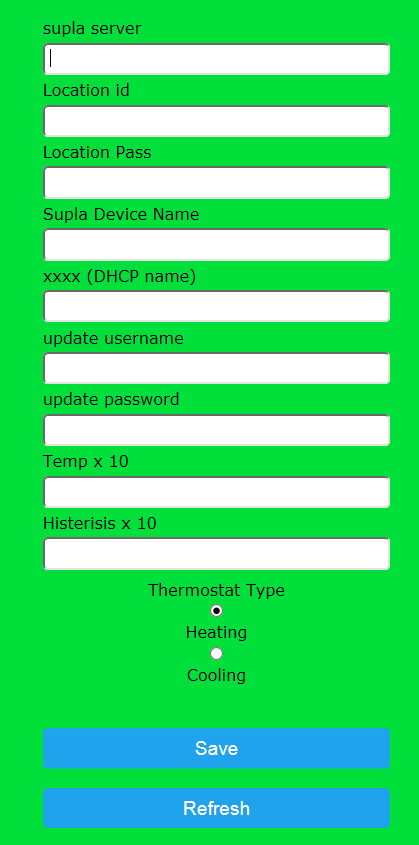 supla server
Location id
Location Pass
Supla Device Name
xxxx (DHCP name)
update username
update password
Temp x 10
Histerisis x 10
Thermostat Type
Heating
Cooling
Save
Refresh